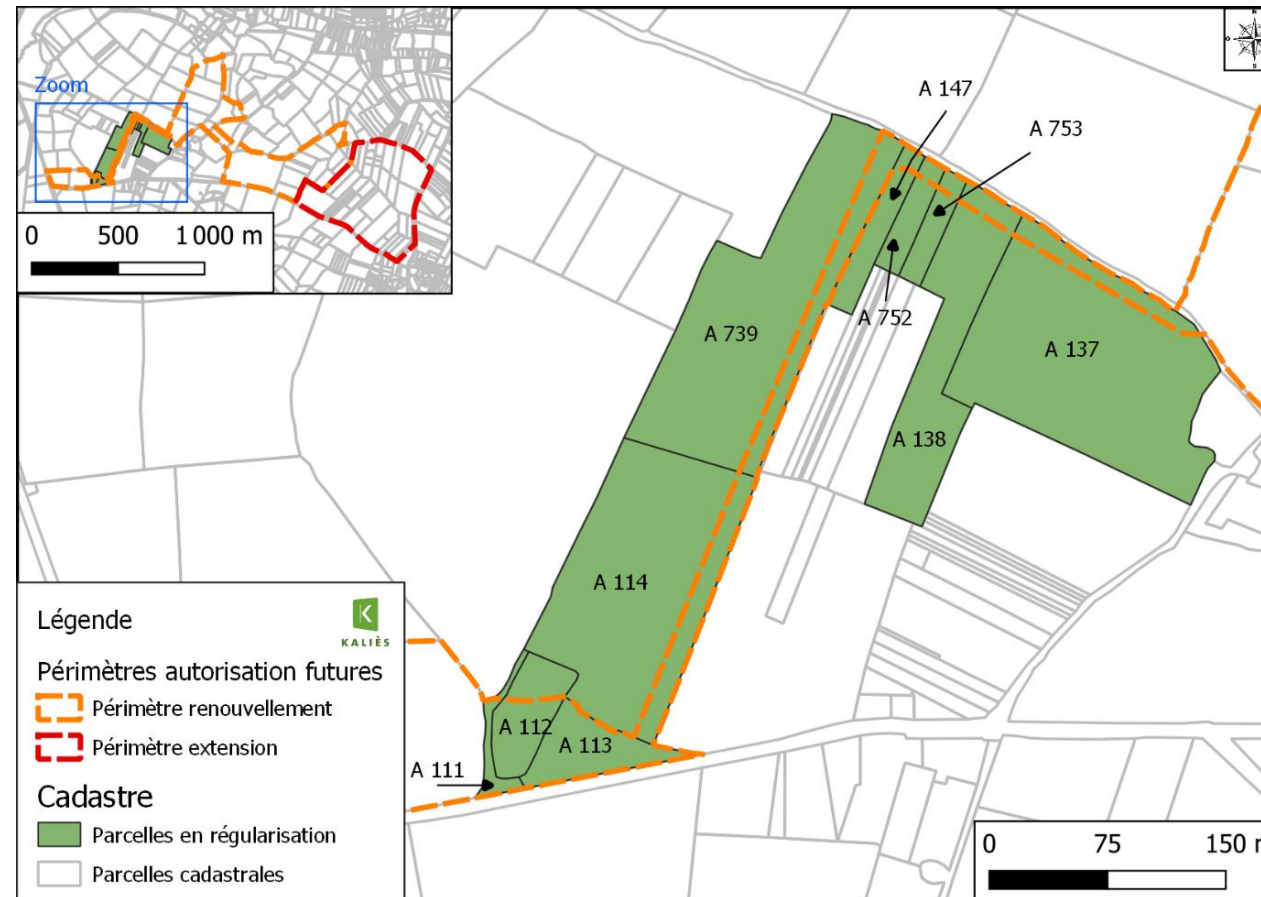 Zoom
0 500 1 000 m
N
O
S
A 147
A 753
A 739
A 752
A 137
A 138
A 114
A 112
A 113
A 111
Légende
KALIÈS
Périmètres autorisation futures
Périmètre renouvellement
Périmètre extension
Cadastre
Parcelles en régularisation
Parcelles cadastrales
0 75 150 m